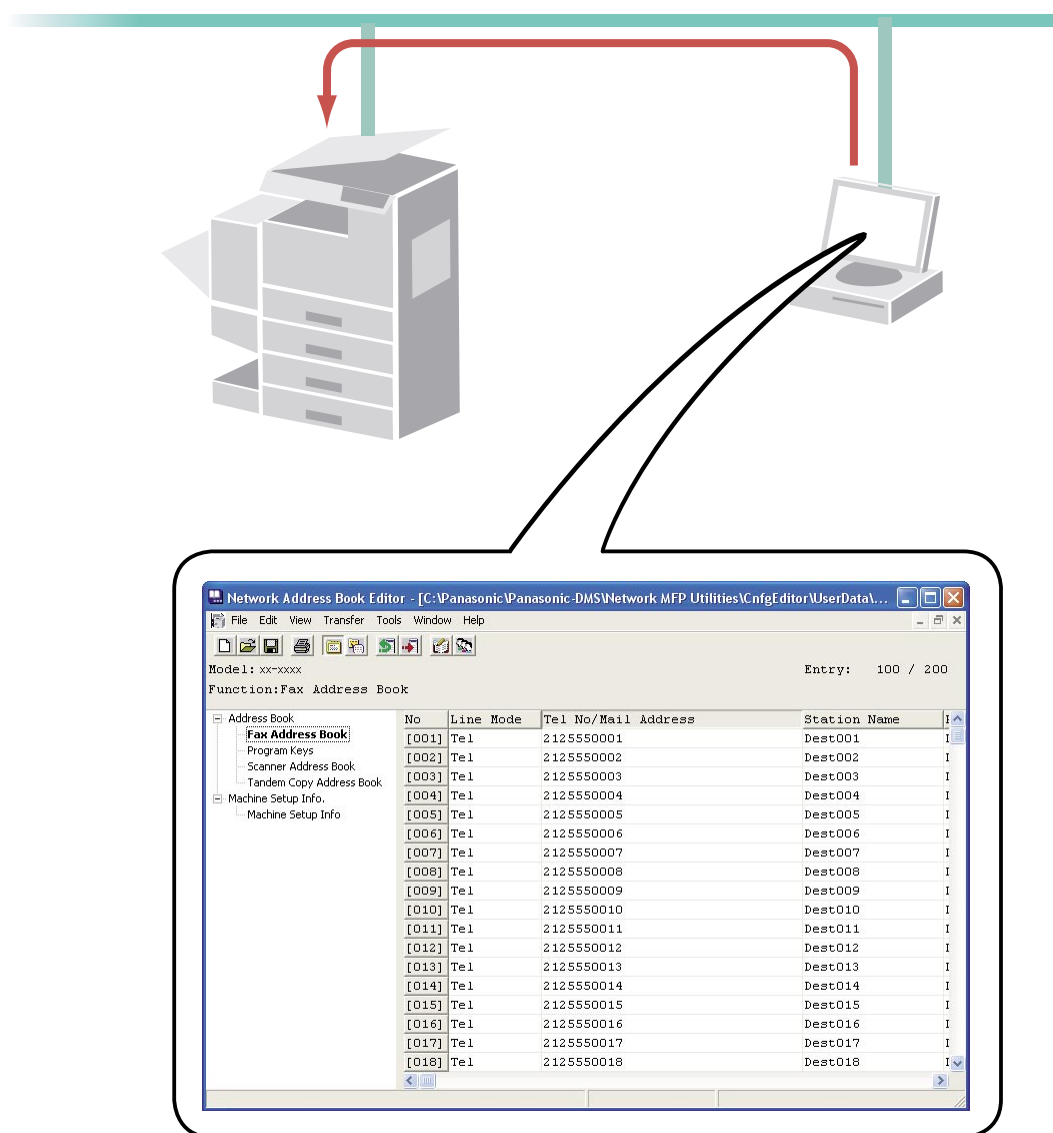 Network Address Book Editor - [C:\Panasonic\Panasonic-DMS\Network MFP Utilities\CnfgEditor\UserData\...
File Edit View Transfer Tools Window Help
Model: xx-xxxx Entry: 100 / 200
Function:Fax Address Book
Address Book
Fax Address Book
Program Keys
Scanner Address Book
Tandem Copy Address Book
Machine Setup Info.
Machine Setup Info
No Line Mode Tel No/Mail Address Station Name
[001] Tel 2125550001 Dest001
[002] Tel 2125550002 Dest002
[003] Tel 2125550003 Dest003
[004] Tel 2125550004 Dest004
[005] Tel 2125550005 Dest005
[006] Tel 2125550006 Dest006
[007] Tel 2125550007 Dest007
[008] Tel 2125550008 Dest008
[009] Tel 2125550009 Dest009
[010] Tel 2125550010 Dest010
[011] Tel 2125550011 Dest011
[012] Tel 2125550012 Dest012
[013] Tel 2125550013 Dest013
[014] Tel 2125550014 Dest014
[015] Tel 2125550015 Dest015
[016] Tel 2125550016 Dest016
[017] Tel 2125550017 Dest017
[018] Tel 2125550018 Dest018